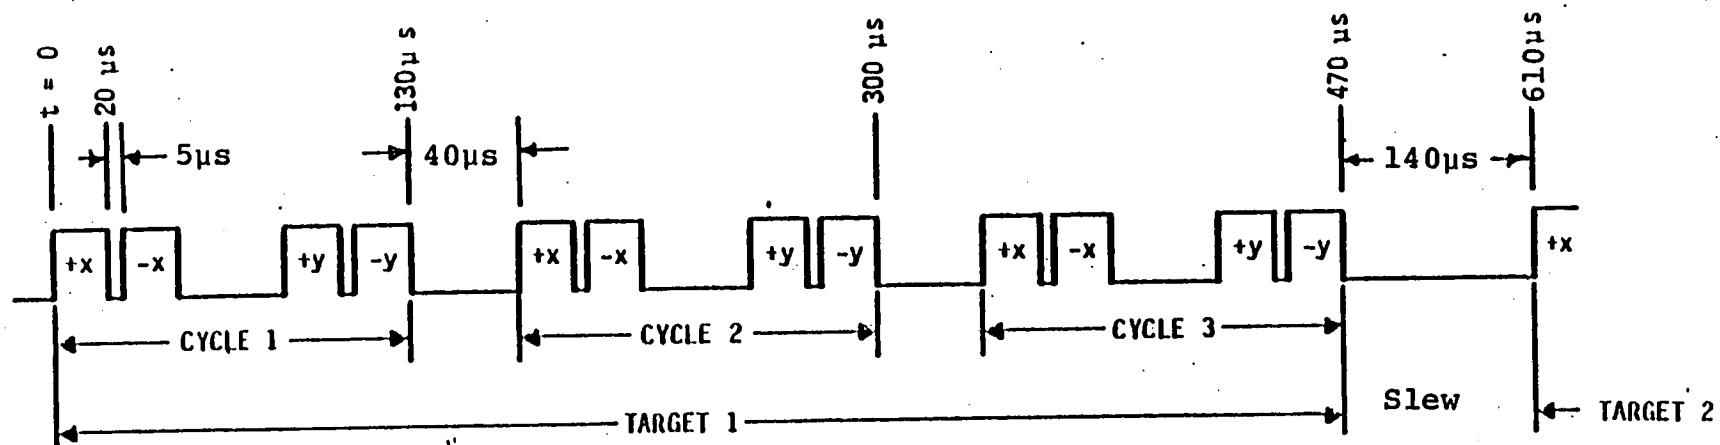 t = 0
20 µs
130µs
300 µs
470 µs
610µs
5µs
40µs
140µs
+x
-x
+y
-y
+x
-x
+y
-y
+x
-x
+y
-y
+x
CYCLE 1
CYCLE 2
CYCLE 3
Slew
TARGET 1
TARGET 2